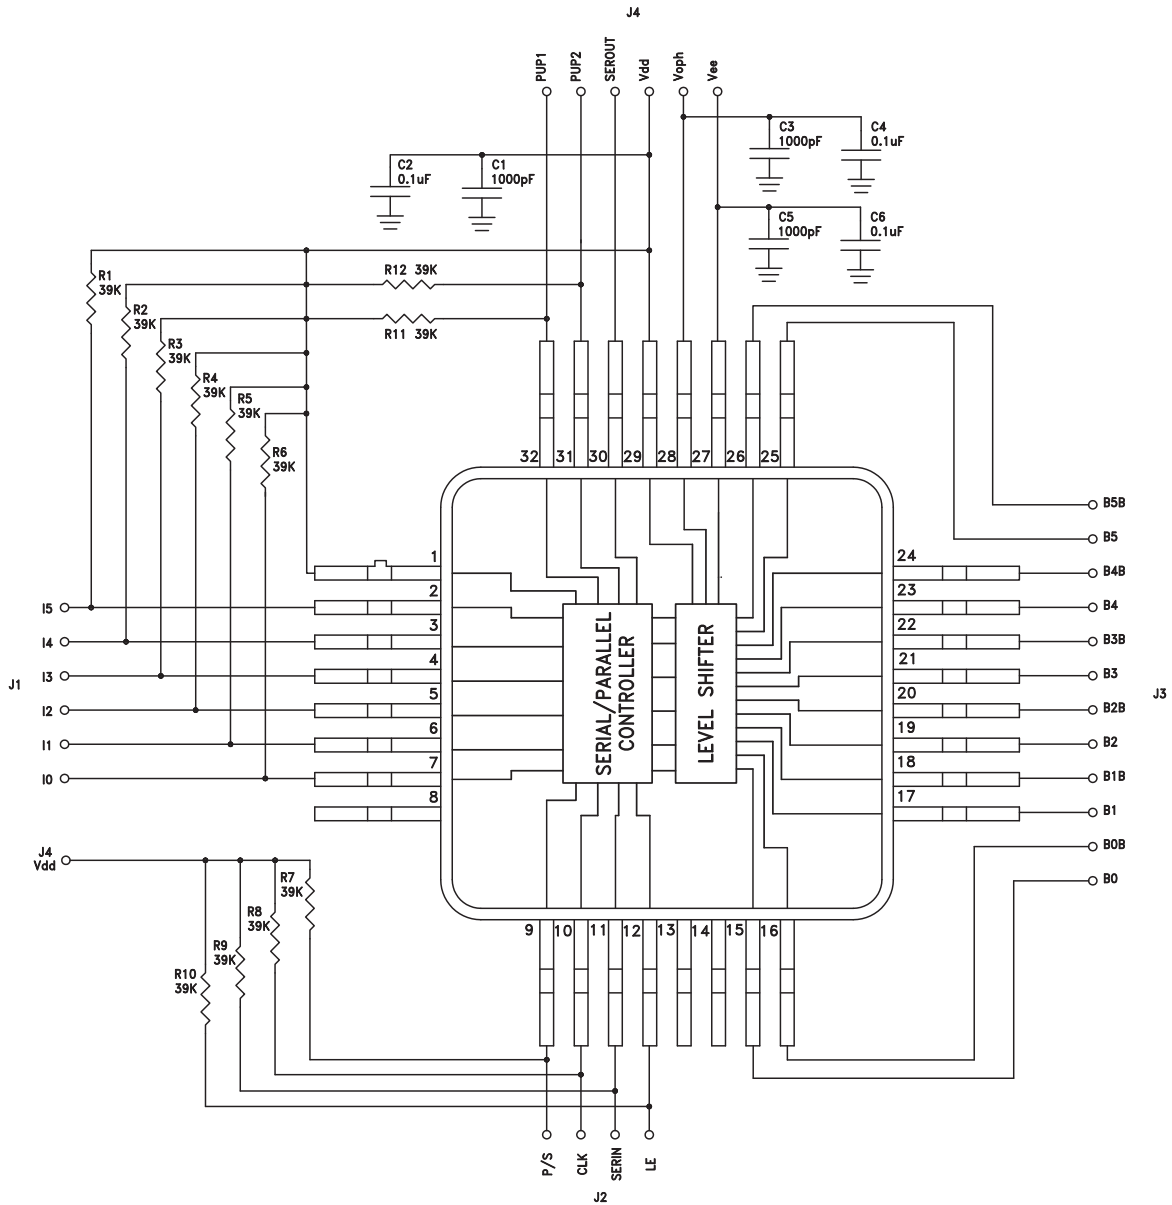 J4
PUP1
PUP2
SEROUT
Vdd
Voph
Vee
C3
1000pF
C4
0.1uF
C2
0.1uF
C1
1000pF
C5
1000pF
C6
0.1uF
R1
39K
R12 39K
R2
39K
R11 39K
R3
39K
R4
39K
R5
39K
R6
39K
32
31
30
29
28
27
26
25
B5B
B5
1
24
B4B
2
23
I5
B4
3
22
I4
B3B
4
21
I3
B3
J1
J3
5
20
I2
B2B
6
19
I1
B2
7
18
I0
B1B
8
17
B1
SERIAL/PARALLEL
CONTROLLER
LEVEL SHIFTER
J4
Vdd
B0B
B0
R7
39K
R8
39K
R9
39K
R10
39K
9
10
11
12
13
14
15
16
P/S
CLK
SERIN
LE
J2